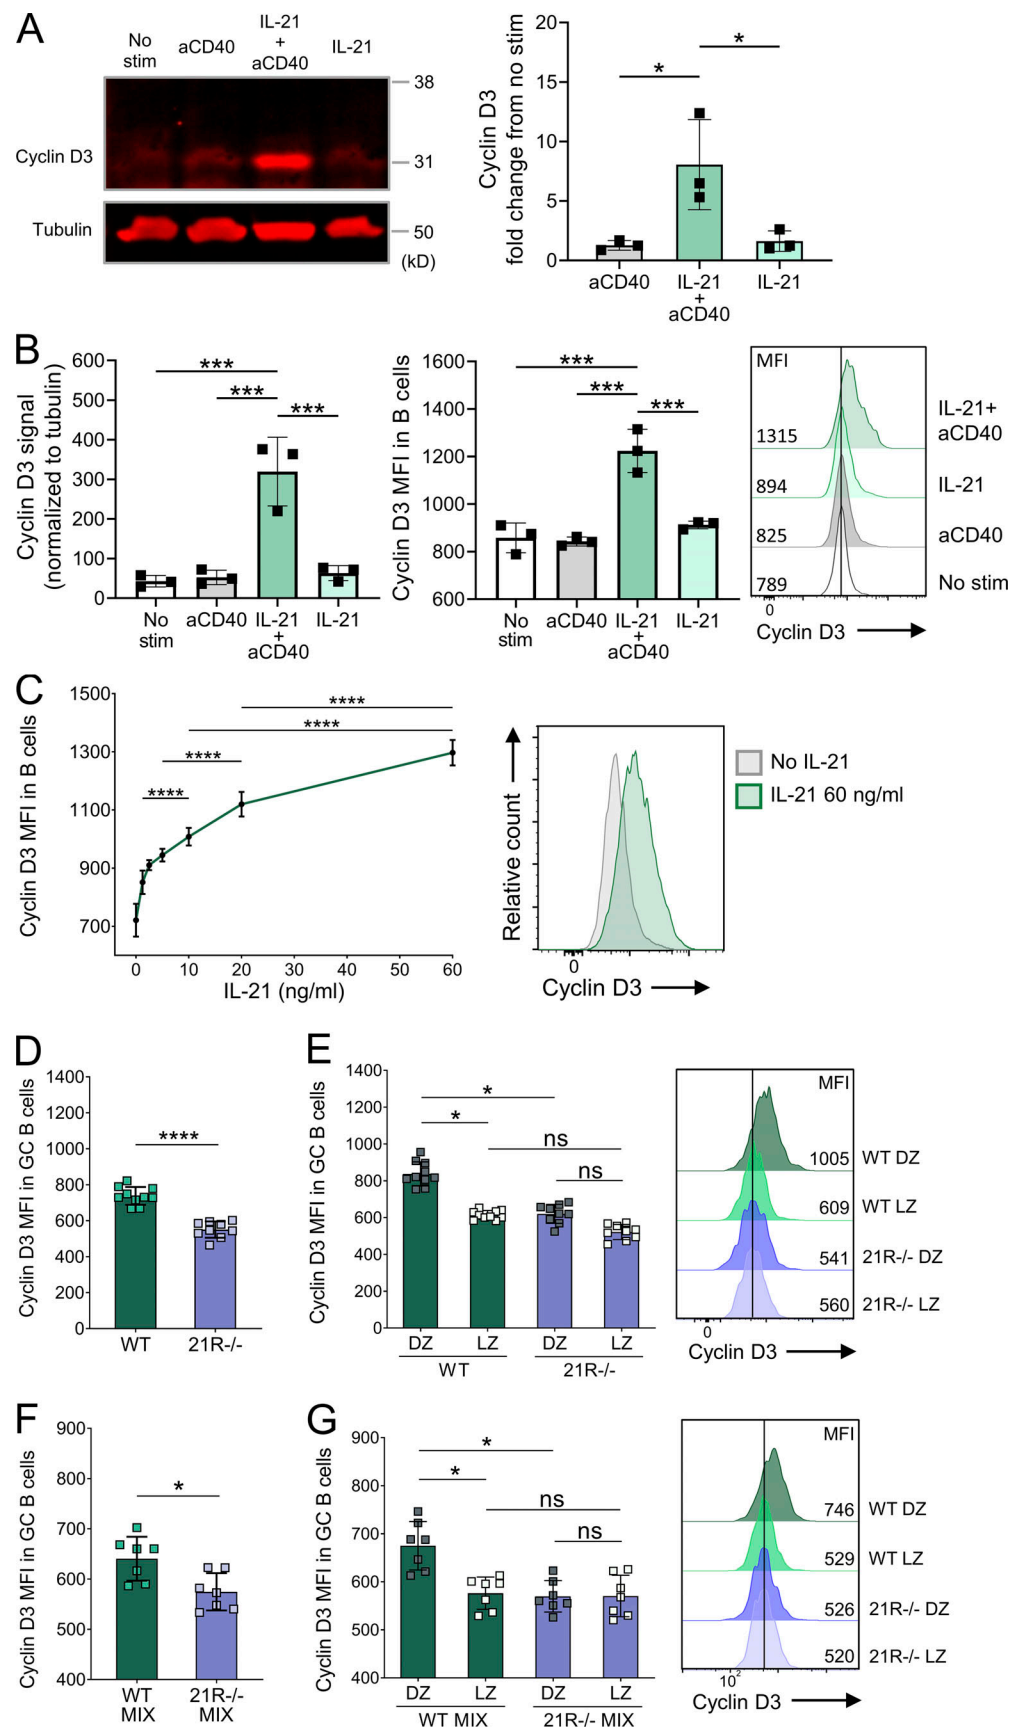 A
No
stim
aCD40
IL-21
+
aCD40
IL-21
38
Cyclin D3
31
Tubulin
50
(kD)
Cyclin D3
fold change from no stim
20
15
10
5
0
*
*
aCD40
IL-21
+
aCD40
IL-21
B
Cyclin D3 signal
(normalized to tubulin)
600
500
400
300
200
100
0
***
***
***
No
stim
aCD40
IL-21
+
aCD40
IL-21
Cyclin D3 MFI in B cells
1600
1400
1200
1000
800
600
***
***
***
No
stim
aCD40
IL-21
+
aCD40
IL-21
MFI
1315
IL-21+
aCD40
894
IL-21
825
aCD40
789
No stim
0
Cyclin D3
C
Cyclin D3 MFI in B cells
1500
1300
1100
900
700
****
****
****
****
0
10
20
30
40
50
60
IL-21 (ng/ml)
Relative count
0
Cyclin D3
No IL-21
IL-21 60 ng/ml
D
Cyclin D3 MFI in GC B cells
1400
1200
1000
800
600
400
200
0
****
WT
21R-/-
E
Cyclin D3 MFI in GC B cells
1400
1200
1000
800
600
400
200
0
*
*
ns
ns
DZ
LZ
DZ
LZ
WT
21R-/-
MFI
1005
WT DZ
609
WT LZ
541
21R-/- DZ
560
21R-/- LZ
0
Cyclin D3
F
Cyclin D3 MFI in GC B cells
900
800
700
600
500
400
*
WT
MIX
21R-/-
MIX
G
Cyclin D3 MFI in GC B cells
900
800
700
600
500
400
*
*
ns
ns
DZ
LZ
DZ
LZ
WT MIX
21R-/- MIX
MFI
746
WT DZ
529
WT LZ
526
21R-/- DZ
520
21R-/- LZ
10²
Cyclin D3